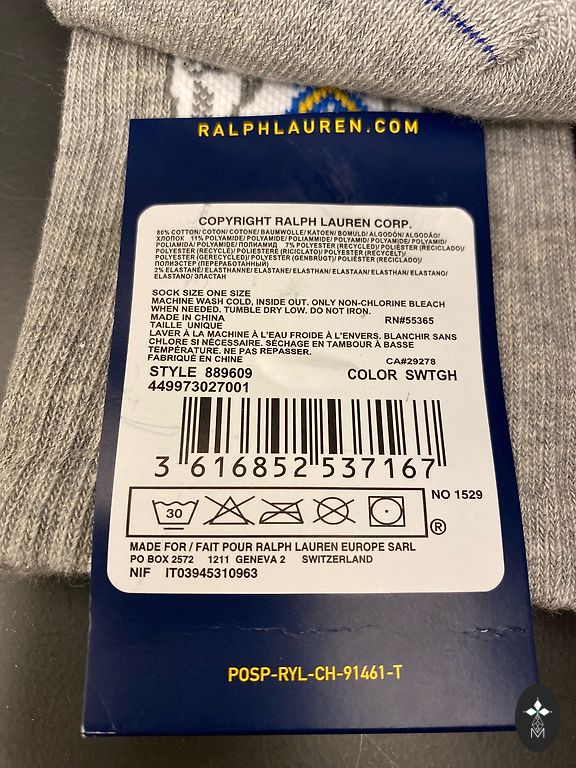 RALPHLAUREN.COM
COPYRIGHT RALPH LAUREN CORP.
80% COTTON/ COTON/ COTONE/ BAUMWOLLE/ KATOEN/ BOMULD/ ALGODÓN/ ALGODÃO/
ХЛОПОК 11% POLYAMIDE/ POLYAMIDE/ POLIAMMIDE/ POLYAMID/ POLYAMIDE/ POLYAMID/
POLIAMIDA/ POLYAMIDE/ ПОЛИАМИД 7% POLYESTER (RECYCLED)/ POLYESTER (RECICLADO)/
POLYESTER (RECYCLÉ)/ POLIESTERE (RICICLATO)/ POLYESTER (RECYCELT)/
POLYESTER (GERECYCLED)/ POLYESTER (GENBRUGT)/ POLIÉSTER (RECICLADO)/
ПОЛИЭСТЕР (ПЕРЕРАБОТАННЫЙ)
2% ELASTANE/ ELASTHANNE/ ELASTANE/ ELASTHAN/ ELASTAAN/ ELASTHAN/ ELASTANO/
ELASTANO/ ЭЛАСТАН
SOCK SIZE ONE SIZE
MACHINE WASH COLD, INSIDE OUT. ONLY NON-CHLORINE BLEACH
WHEN NEEDED. TUMBLE DRY LOW. DO NOT IRON.
MADE IN CHINA RN#55365
TAILLE UNIQUE
LAVER À LA MACHINE À L'EAU FROIDE À L'ENVERS. BLANCHIR SANS
CHLORE SI NÉCESSAIRE. SÉCHAGE EN TAMBOUR À BASSE
TEMPÉRATURE. NE PAS REPASSER.
FABRIQUÉ EN CHINE CA#29278
STYLE 889609 COLOR SWTGH
449973027001
3 616852 537167
NO 1529
30
®
MADE FOR / FAIT POUR RALPH LAUREN EUROPE SARL
PO BOX 2572 1211 GENEVA 2 SWITZERLAND
NIF IT03945310963
POSP-RYL-CH-91461-T
M